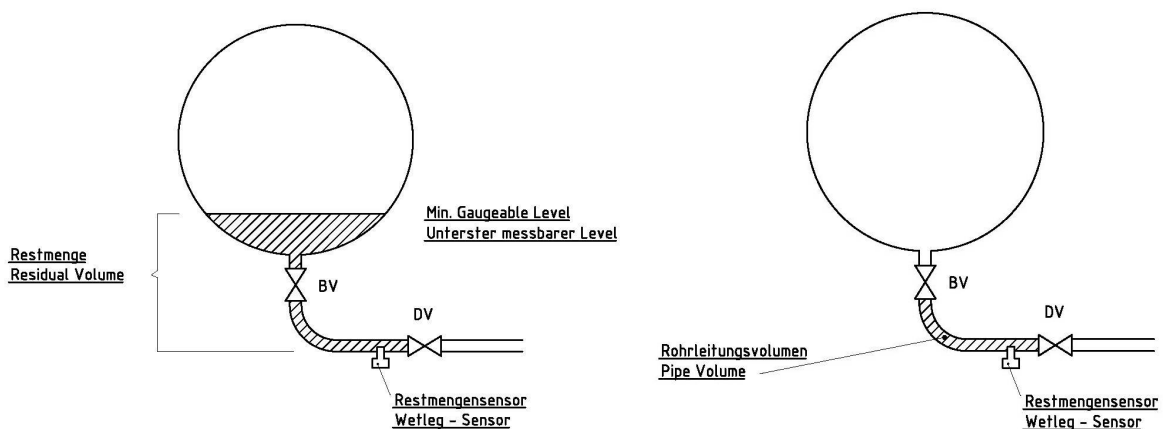 Min. Gaugeable Level
Unterster messbarer Level
Restmenge
Residual Volume
BV
DV
Restmengensensor
Wetleg - Sensor
BV
DV
Rohrleitungsvolumen
Pipe Volume
Restmengensensor
Wetleg - Sensor